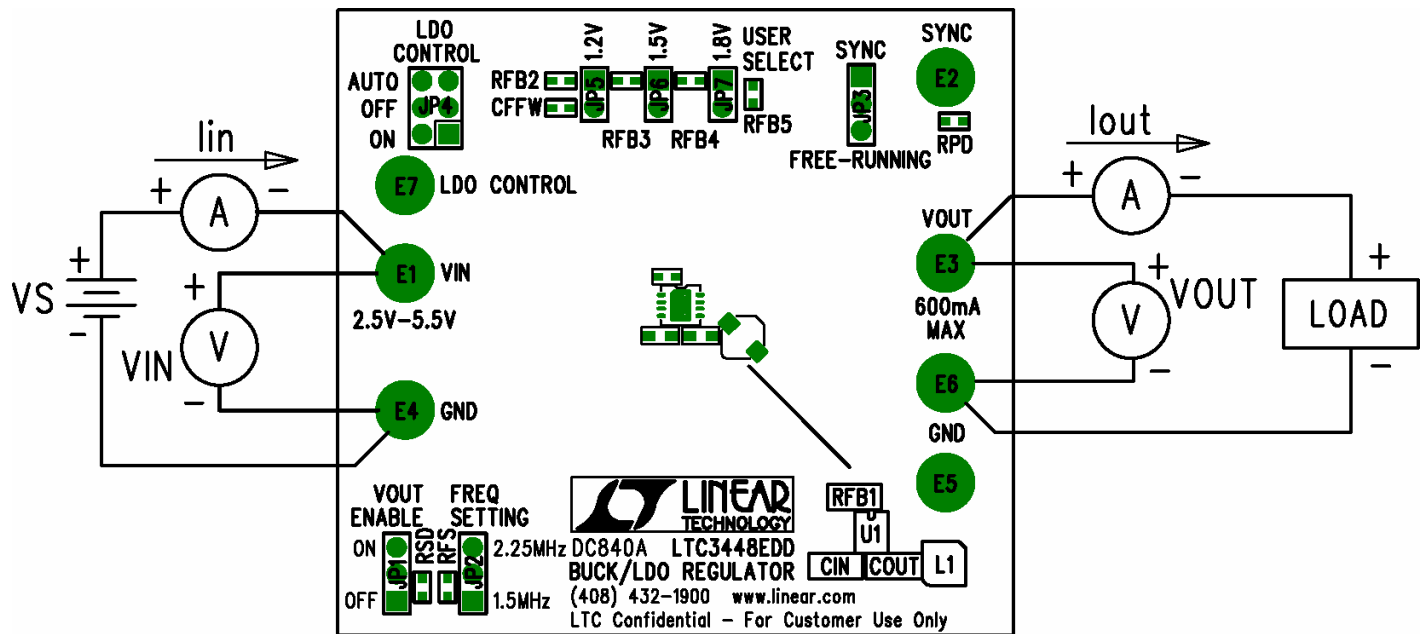 LDO
CONTROL
AUTO
OFF
ON
JP4
1.2V
1.5V
1.8V
USER
SELECT
RFB2
CFFW
JP5
JP6
JP7
RFB3
RFB4
RFB5
SYNC
JP3
FREE-RUNNING
SYNC
E2
RPD
Iin
+ A -
E7 LDO CONTROL
E1 VIN
2.5V-5.5V
VS
+
-
+
V
-
VIN
E4 GND
Iout
+ A -
VOUT
E3
600mA
MAX
+
V
-
VOUT
+
LOAD
-
E6
GND
E5
VOUT
ENABLE
ON
OFF
JP1
RSD
RFS
FREQ
SETTING
JP2
2.25MHz
1.5MHz
LT LINEAR
TECHNOLOGY
DC840A LTC3448EDD
BUCK/LDO REGULATOR
(408) 432-1900 www.linear.com
LTC Confidential - For Customer Use Only
RFB1
U1
CIN
COUT
L1